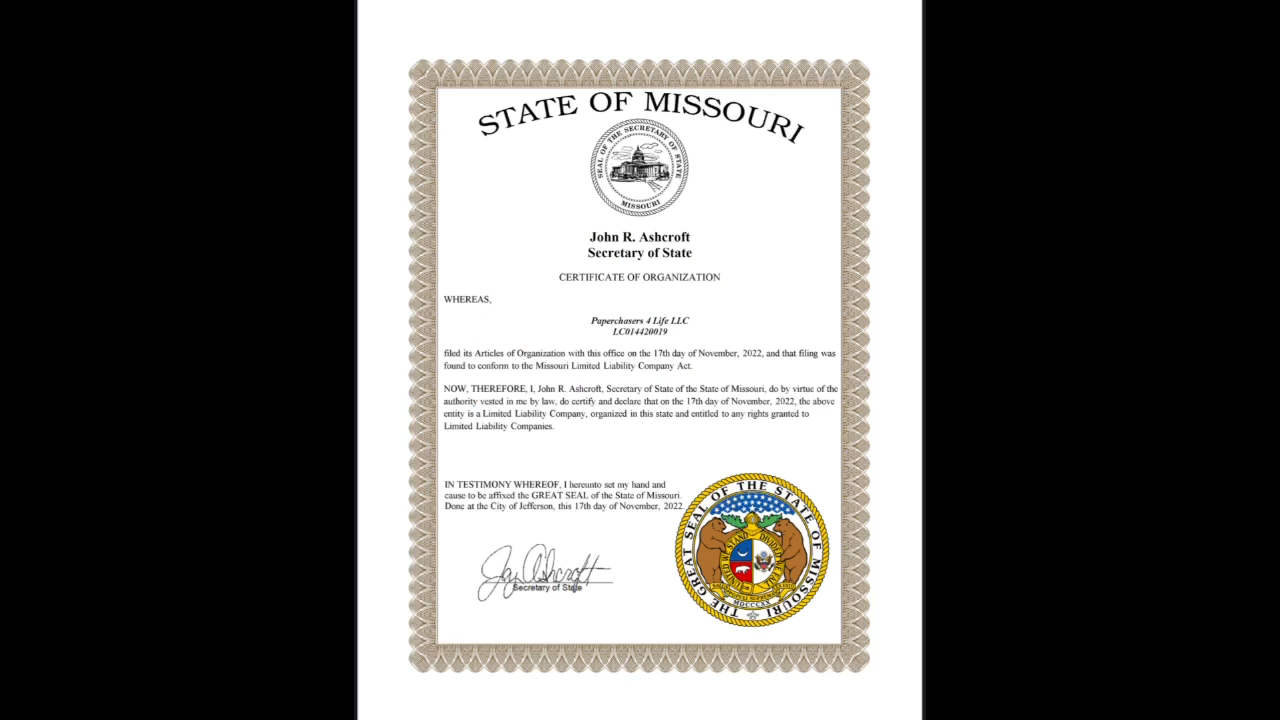 STATE OF MISSOURI
SEAL OF THE SECRETARY OF STATE
MISSOURI
John R. Ashcroft
Secretary of State
CERTIFICATE OF ORGANIZATION
WHEREAS,
Paperchasers 4 Life LLC
LC014420019
filed its Articles of Organization with this office on the 17th day of November, 2022, and that filing was
found to conform to the Missouri Limited Liability Company Act.
NOW, THEREFORE, I, John R. Ashcroft, Secretary of State of the State of Missouri, do by virtue of the
authority vested in me by law, do certify and declare that on the 17th day of November, 2022, the above
entity is a Limited Liability Company, organized in this state and entitled to any rights granted to
Limited Liability Companies.
IN TESTIMONY WHEREOF, I hereunto set my hand and
cause to be affixed the GREAT SEAL of the State of Missouri.
Done at the City of Jefferson, this 17th day of November, 2022.
Jay Ashcroft
Secretary of State
THE GREAT SEAL OF THE STATE OF MISSOURI
UNITED WE STAND DIVIDED WE FALL
MDCCCXX